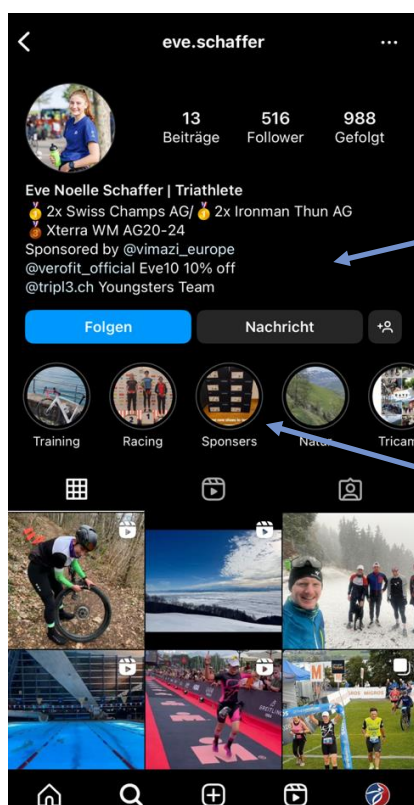 eve.schaffer
13 516 988
Beiträge Follower Gefolgt
Eve Noelle Schaffer | Triathlete
🥇 2x Swiss Champs AG/🥇 2x Ironman Thun AG
🥉 Xterra WM AG20-24
Sponsored by @vimazi_europe
@verofit_official Eve10 10% off
@tripl3.ch Youngsters Team
Folgen Nachricht
Training Racing Sponsers Natur Tricam